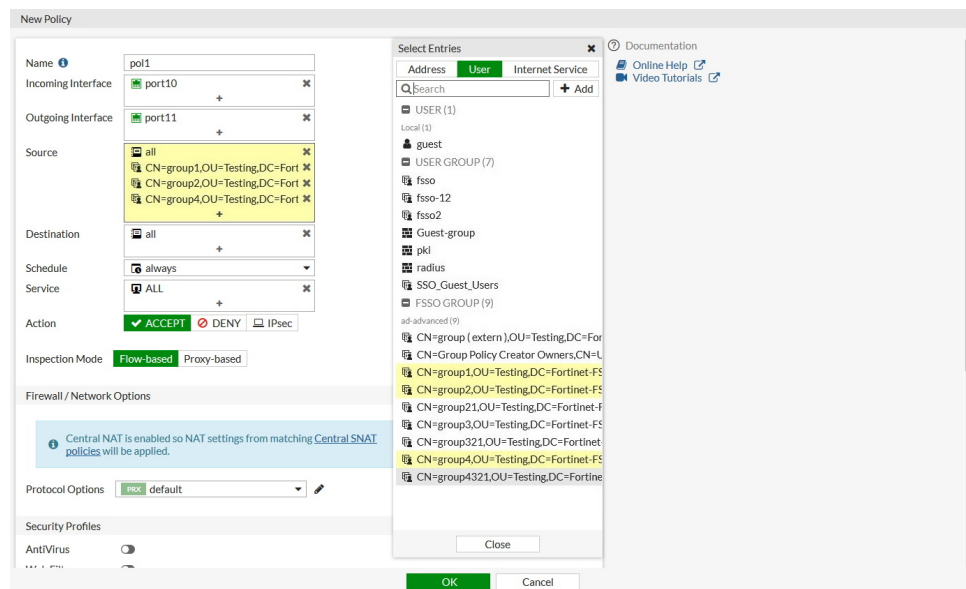 New Policy
Name
pol1
Incoming Interface
port10
+
Outgoing Interface
port11
+
Source
all
CN=group1,OU=Testing,DC=Fort
CN=group2,OU=Testing,DC=Fort
CN=group4,OU=Testing,DC=Fort
+
Destination
all
+
Schedule
always
Service
ALL
+
Action
ACCEPT DENY IPsec
Inspection Mode
Flow-based Proxy-based
Firewall / Network Options
Central NAT is enabled so NAT settings from matching Central SNAT
policies will be applied.
Protocol Options
PRX default
Security Profiles
AntiVirus
Select Entries
Address User Internet Service
Search
+ Add
USER (1)
Local (1)
guest
USER GROUP (7)
fsso
fsso-12
fsso2
Guest-group
pki
radius
SSO_Guest_Users
FSSO GROUP (9)
ad-advanced (9)
CN=group ( extern ),OU=Testing,DC=For
CN=Group Policy Creator Owners,CN=U
CN=group1,OU=Testing,DC=Fortinet-FS
CN=group2,OU=Testing,DC=Fortinet-FS
CN=group21,OU=Testing,DC=Fortinet-F
CN=group3,OU=Testing,DC=Fortinet-FS
CN=group321,OU=Testing,DC=Fortinet-
CN=group4,OU=Testing,DC=Fortinet-FS
CN=group4321,OU=Testing,DC=Fortine
Close
Documentation
Online Help
Video Tutorials
OK Cancel